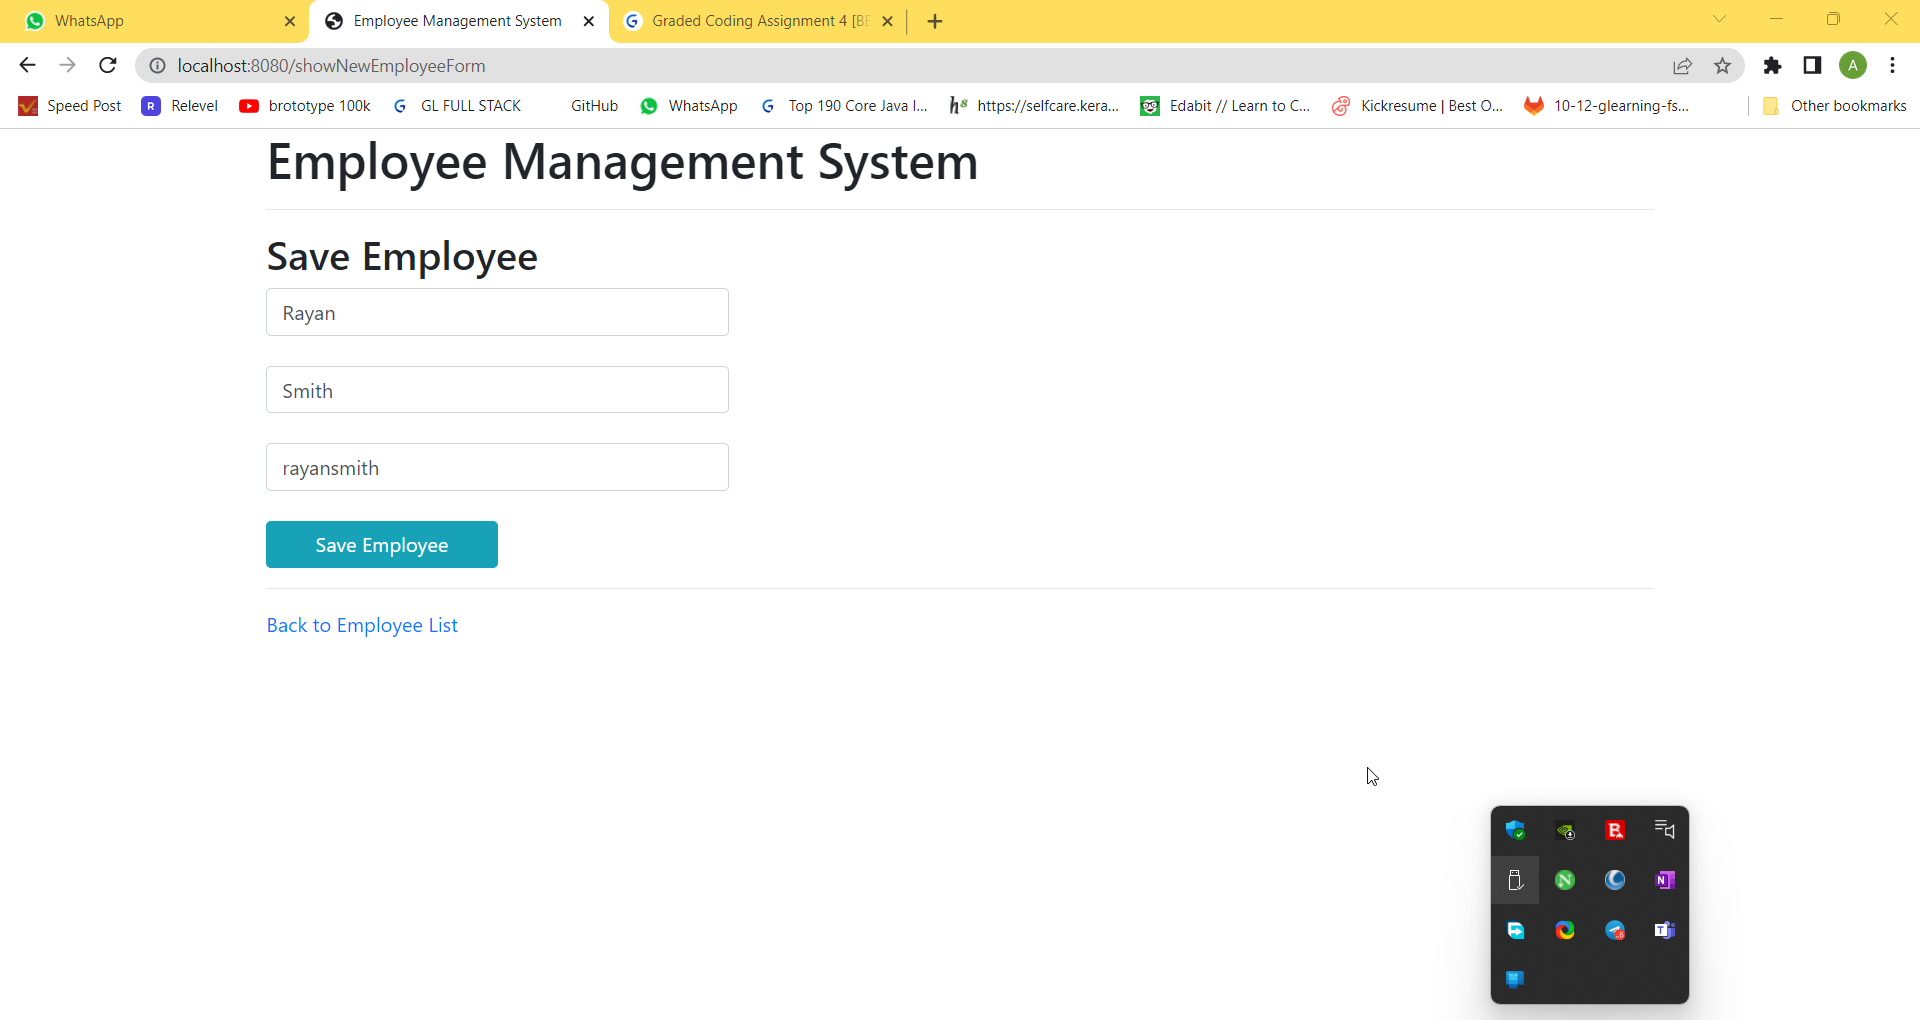 WhatsApp
Employee Management System
Graded Coding Assignment 4 [BE
localhost:8080/showNewEmployeeForm
A
Speed Post
R
Relevel
brototype 100k
GL FULL STACK
GitHub
WhatsApp
Top 190 Core Java I...
https://selfcare.kera...
Edabit // Learn to C...
Kickresume | Best O...
10-12-glearning-fs...
Other bookmarks
Employee Management System
Save Employee
Rayan
Smith
rayansmith
Save Employee
Back to Employee List